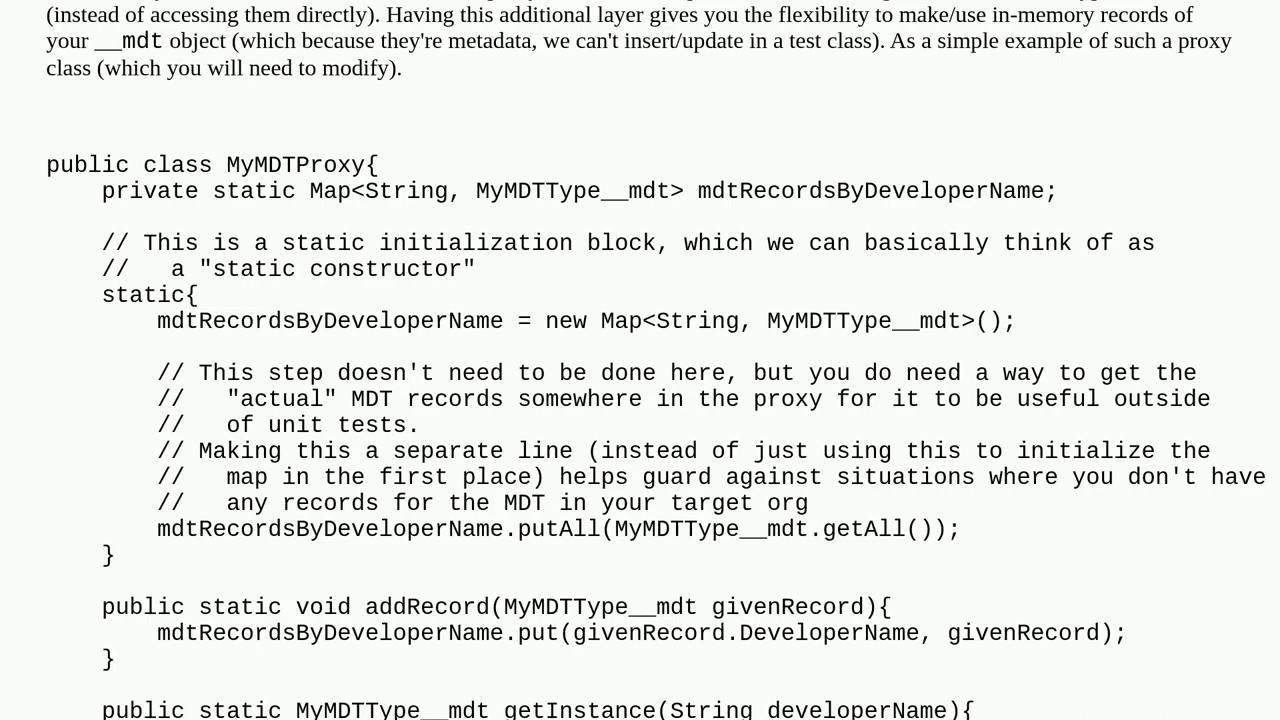 (instead of accessing them directly). Having this additional layer gives you the flexibility to make/use in-memory records of
your __mdt object (which because they're metadata, we can't insert/update in a test class). As a simple example of such a proxy
class (which you will need to modify).
public class MyMDTProxy{
    private static Map<String, MyMDTType__mdt> mdtRecordsByDeveloperName;
    // This is a static initialization block, which we can basically think of as
    //   a "static constructor"
    static{
        mdtRecordsByDeveloperName = new Map<String, MyMDTType__mdt>();
        // This step doesn't need to be done here, but you do need a way to get the
        //   "actual" MDT records somewhere in the proxy for it to be useful outside
        //   of unit tests.
        // Making this a separate line (instead of just using this to initialize the
        //   map in the first place) helps guard against situations where you don't have
        //   any records for the MDT in your target org
        mdtRecordsByDeveloperName.putAll(MyMDTType__mdt.getAll());
    }
    public static void addRecord(MyMDTType__mdt givenRecord){
        mdtRecordsByDeveloperName.put(givenRecord.DeveloperName, givenRecord);
    }
    public static MyMDTType__mdt getInstance(String developerName){